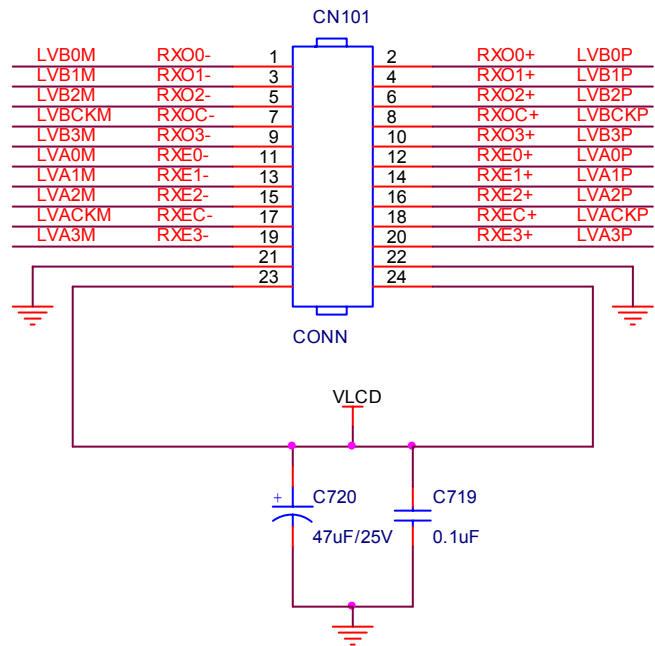 CN101
LVB0M RXO0- 1 2 RXO0+ LVB0P
LVB1M RXO1- 3 4 RXO1+ LVB1P
LVB2M RXO2- 5 6 RXO2+ LVB2P
LVBCKM RXOC- 7 8 RXOC+ LVBCKP
LVB3M RXO3- 9 10 RXO3+ LVB3P
LVA0M RXE0- 11 12 RXE0+ LVA0P
LVA1M RXE1- 13 14 RXE1+ LVA1P
LVA2M RXE2- 15 16 RXE2+ LVA2P
LVACKM RXEC- 17 18 RXEC+ LVACKP
LVA3M RXE3- 19 20 RXE3+ LVA3P
21 22
23 24
CONN
VLCD
+ C720 C719
47uF/25V 0.1uF